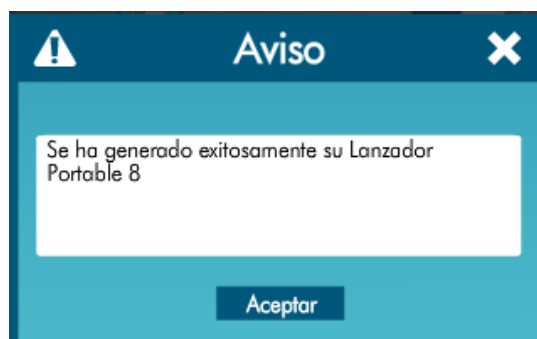 Aviso
Se ha generado exitosamente su Lanzador
Portable 8
Aceptar